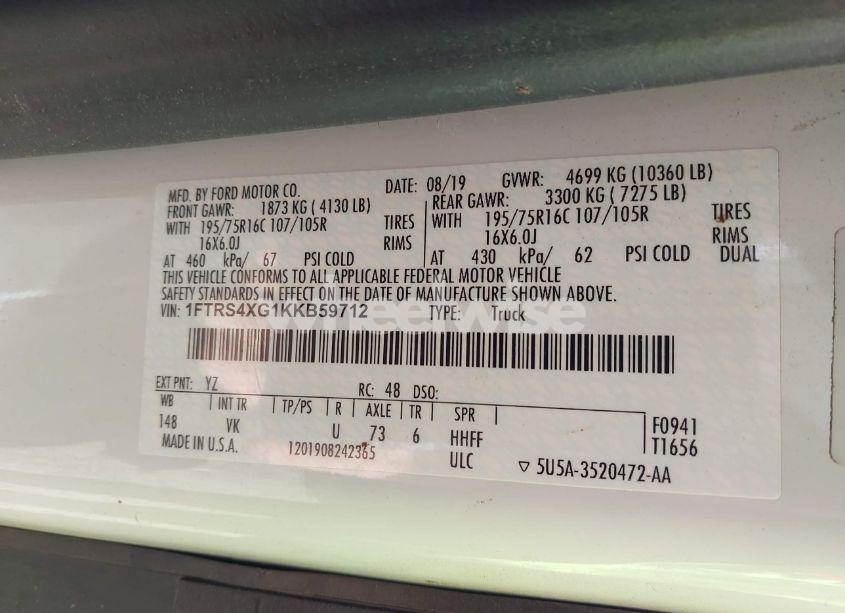 MFD. BY FORD MOTOR CO. DATE: 08/19 GVWR: 4699 KG (10360 LB)
FRONT GAWR: 1873 KG ( 4130 LB) REAR GAWR: 3300 KG ( 7275 LB)
WITH 195/75R16C 107/105R TIRES WITH 195/75R16C 107/105R TIRES
16X6.0J RIMS 16X6.0J RIMS
AT 460 kPa/ 67 PSI COLD AT 430 kPa/ 62 PSI COLD DUAL
THIS VEHICLE CONFORMS TO ALL APPLICABLE FEDERAL MOTOR VEHICLE
SAFETY STANDARDS IN EFFECT ON THE DATE OF MANUFACTURE SHOWN ABOVE.
VIN: 1FTRS4XG1KKB59712 TYPE: Truck
wheelwise
EXT PNT: YZ RC: 48 DSO:
WB INT TR TP/PS R AXLE TR SPR
148 VK U 73 6 HHFF F0941
MADE IN U.S.A. 1201908242365 ULC T1656
5U5A-3520472-AA